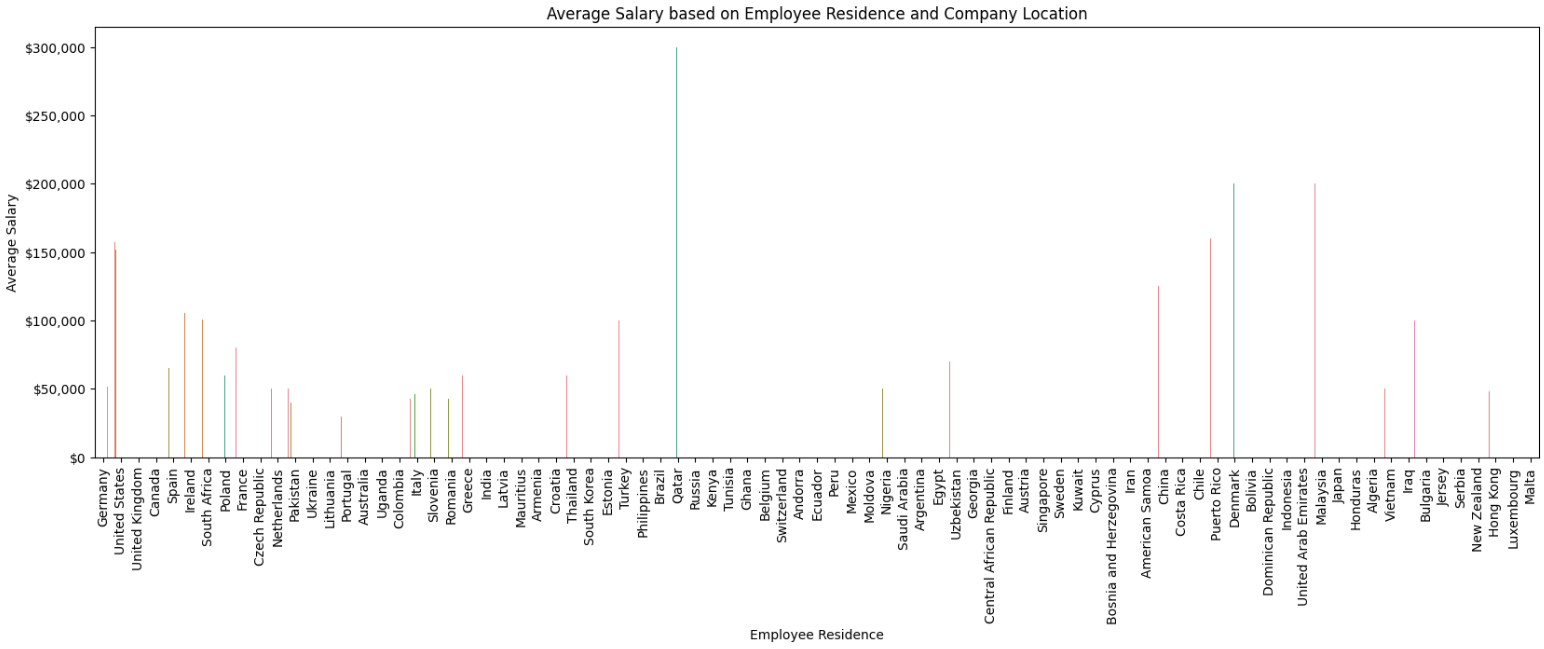 Average Salary based on Employee Residence and Company Location
$300,000
$250,000
$200,000
$150,000
$100,000
$50,000
$0
Average Salary
Germany
United States
United Kingdom
Canada
Spain
Ireland
South Africa
Poland
France
Czech Republic
Netherlands
Pakistan
Ukraine
Lithuania
Portugal
Australia
Uganda
Colombia
Italy
Slovenia
Romania
Greece
India
Latvia
Mauritius
Armenia
Croatia
Thailand
South Korea
Estonia
Turkey
Philippines
Brazil
Qatar
Russia
Kenya
Tunisia
Ghana
Belgium
Switzerland
Andorra
Ecuador
Peru
Mexico
Moldova
Nigeria
Saudi Arabia
Argentina
Egypt
Uzbekistan
Georgia
Central African Republic
Finland
Austria
Singapore
Sweden
Kuwait
Cyprus
Bosnia and Herzegovina
Iran
American Samoa
China
Costa Rica
Chile
Puerto Rico
Denmark
Bolivia
Dominican Republic
Indonesia
United Arab Emirates
Malaysia
Japan
Honduras
Algeria
Vietnam
Iraq
Bulgaria
Jersey
Serbia
New Zealand
Hong Kong
Luxembourg
Malta
Employee Residence